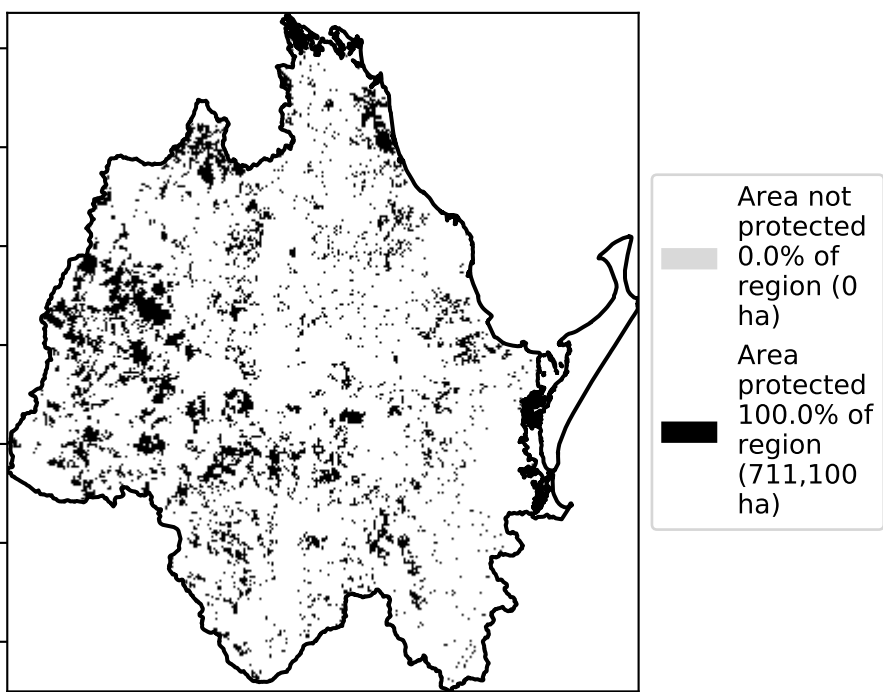 Area not
protected
0.0% of
region (0
ha)
Area
protected
100.0% of
region
(711,100
ha)